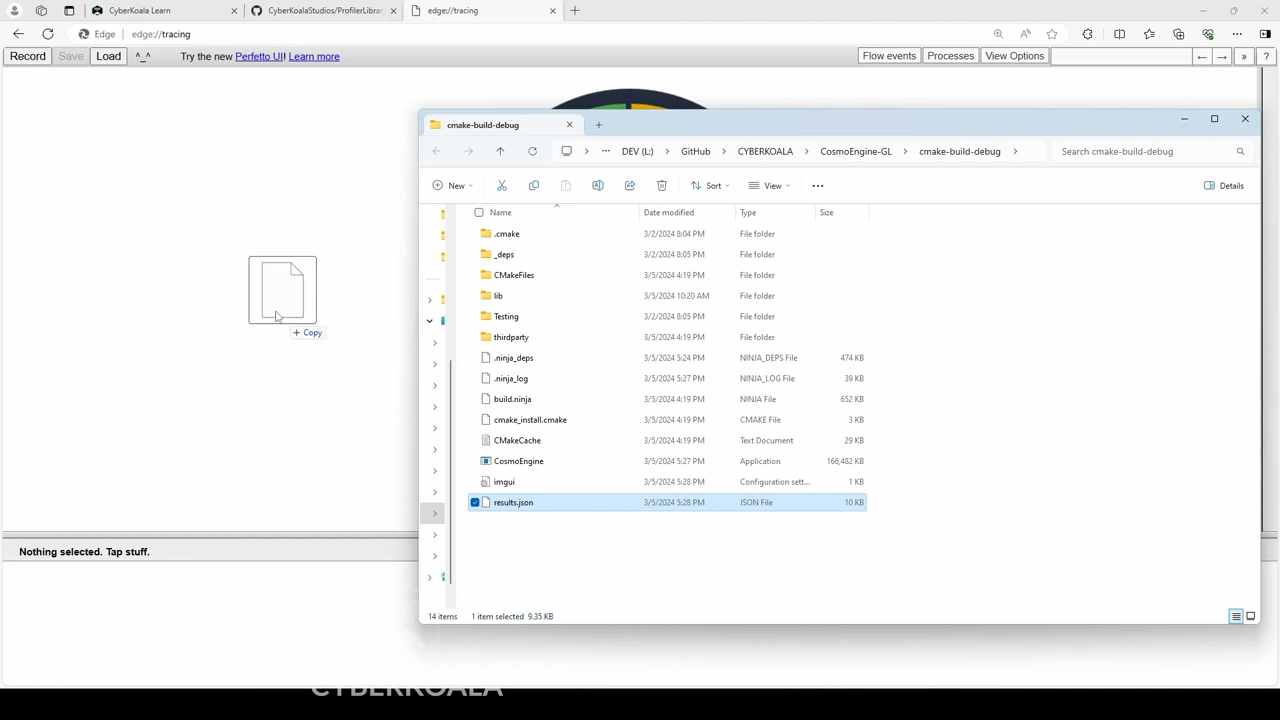 CyberKoala Learn
CyberKoalaStudios/ProfilerLibra
edge://tracing
Edge
edge://tracing
Record
Save
Load
^_^
Try the new Perfetto UI! Learn more
Flow events
Processes
View Options
←
→
»
?
cmake-build-debug
DEV (L:) > GitHub > CYBERKOALA > CosmoEngine-GL > cmake-build-debug >
Search cmake-build-debug
New
Sort
View
Details
Name Date modified Type Size
.cmake 3/2/2024 8:04 PM File folder
_deps 3/2/2024 8:05 PM File folder
CMakeFiles 3/5/2024 4:19 PM File folder
lib 3/5/2024 10:20 AM File folder
Testing 3/2/2024 8:05 PM File folder
thirdparty 3/5/2024 4:19 PM File folder
.ninja_deps 3/5/2024 5:24 PM NINJA_DEPS File 474 KB
.ninja_log 3/5/2024 5:27 PM NINJA_LOG File 39 KB
build.ninja 3/5/2024 4:19 PM NINJA File 652 KB
cmake_install.cmake 3/5/2024 4:19 PM CMAKE File 3 KB
CMakeCache 3/5/2024 4:19 PM Text Document 29 KB
CosmoEngine 3/5/2024 5:27 PM Application 166,482 KB
imgui 3/5/2024 5:28 PM Configuration sett... 1 KB
results.json 3/5/2024 5:28 PM JSON File 10 KB
+ Copy
Nothing selected. Tap stuff.
14 items 1 item selected 9.35 KB
CYBERKOALA